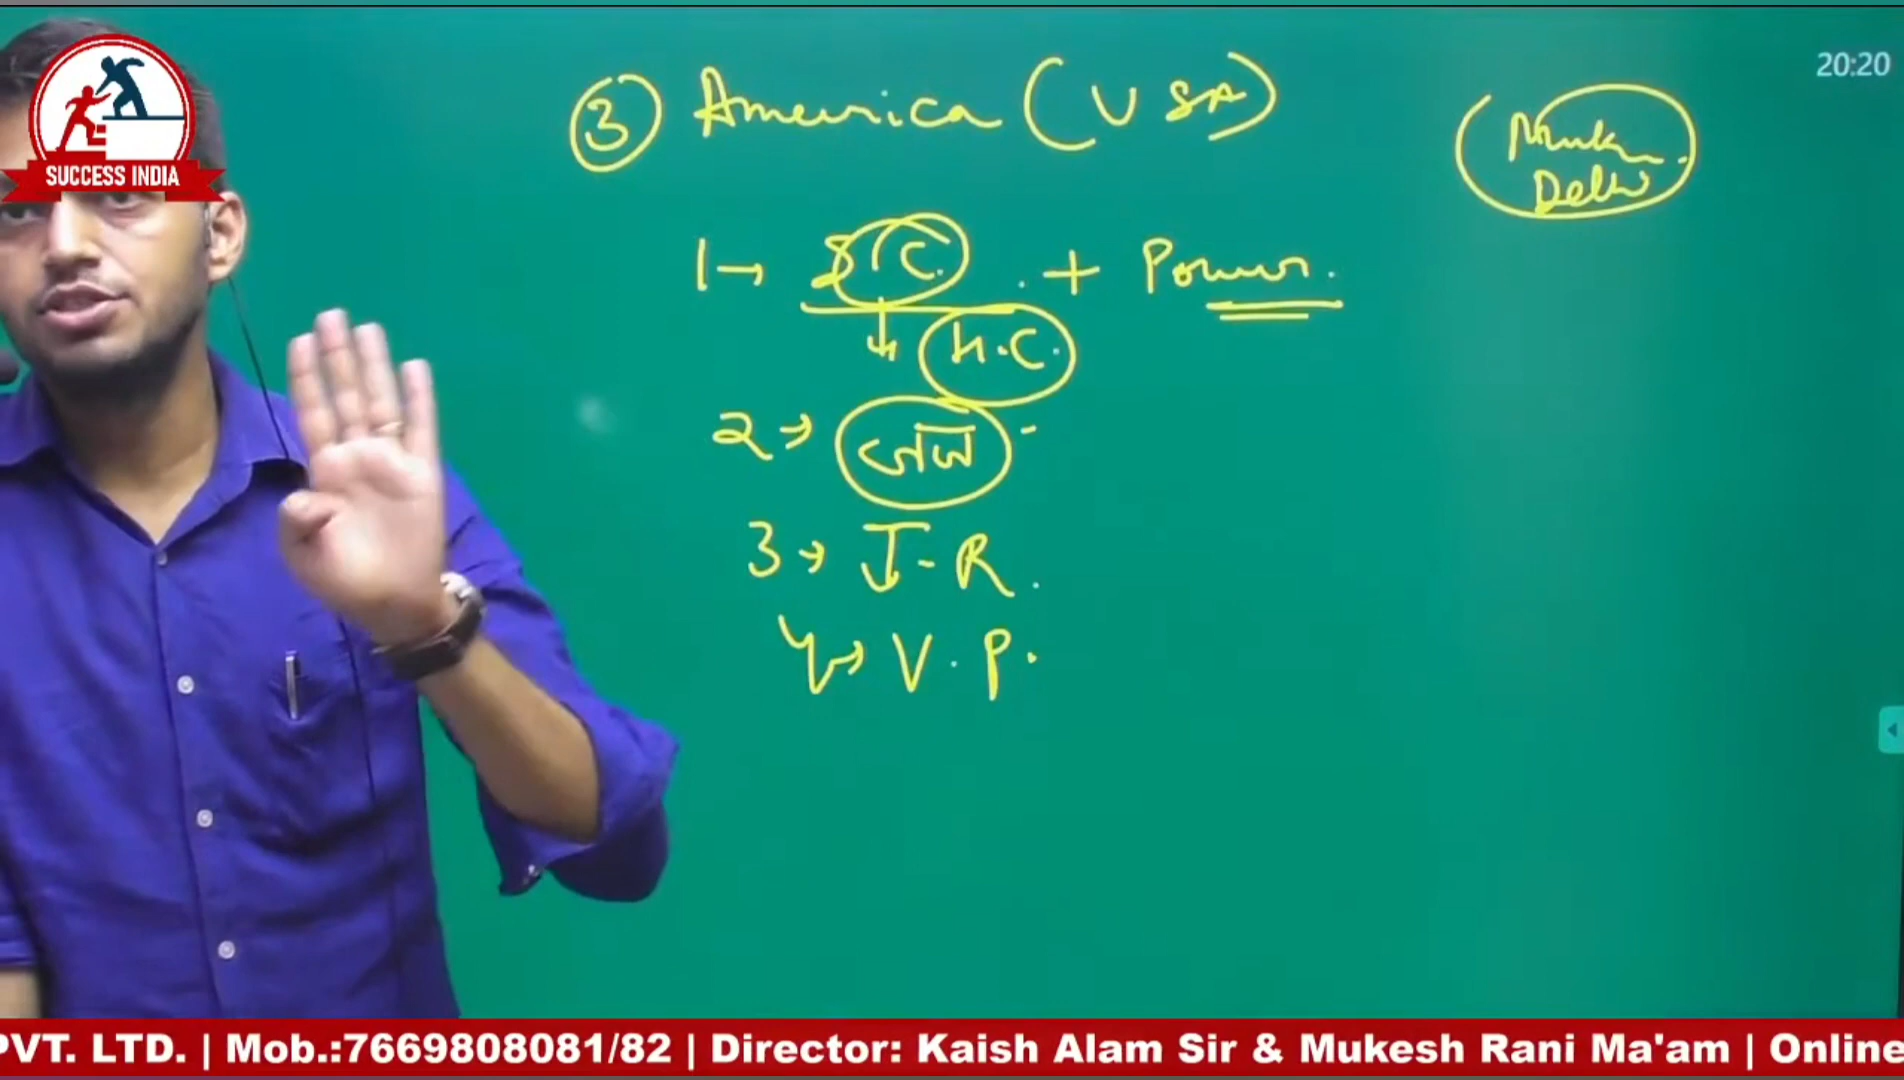 20:20
SUCCESS INDIA
③ America (USA)
Delhi
1→ S.C. + Power.
↓ H.C.
2→ जज -
3→ J-R.
4→ V.P.
PVT. LTD. | Mob.:7669808081/82 | Director: Kaish Alam Sir & Mukesh Rani Ma'am | Online